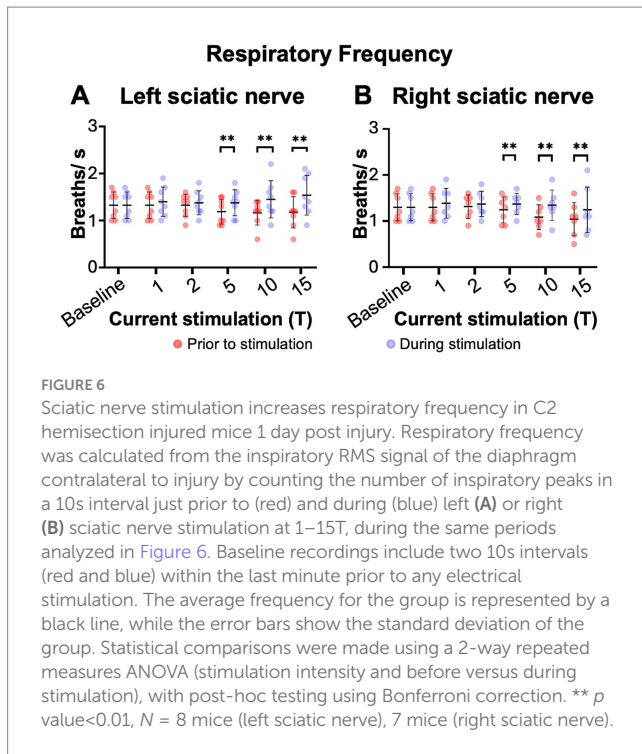 Respiratory Frequency
A Left sciatic nerve
B Right sciatic nerve
** ** **
** ** **
3
2
1
0
Breaths/ s
Baseline 1 2 5 10 15
Current stimulation (T)
3
2
1
0
Breaths/ s
Baseline 1 2 5 10 15
Current stimulation (T)
Prior to stimulation
During stimulation
FIGURE 6
Sciatic nerve stimulation increases respiratory frequency in C2
hemisection injured mice 1 day post injury. Respiratory frequency
was calculated from the inspiratory RMS signal of the diaphragm
contralateral to injury by counting the number of inspiratory peaks in
a 10s interval just prior to (red) and during (blue) left (A) or right
(B) sciatic nerve stimulation at 1–15T, during the same periods
analyzed in Figure 6. Baseline recordings include two 10s intervals
(red and blue) within the last minute prior to any electrical
stimulation. The average frequency for the group is represented by a
black line, while the error bars show the standard deviation of the
group. Statistical comparisons were made using a 2-way repeated
measures ANOVA (stimulation intensity and before versus during
stimulation), with post-hoc testing using Bonferroni correction. ** p
value<0.01, N = 8 mice (left sciatic nerve), 7 mice (right sciatic nerve).